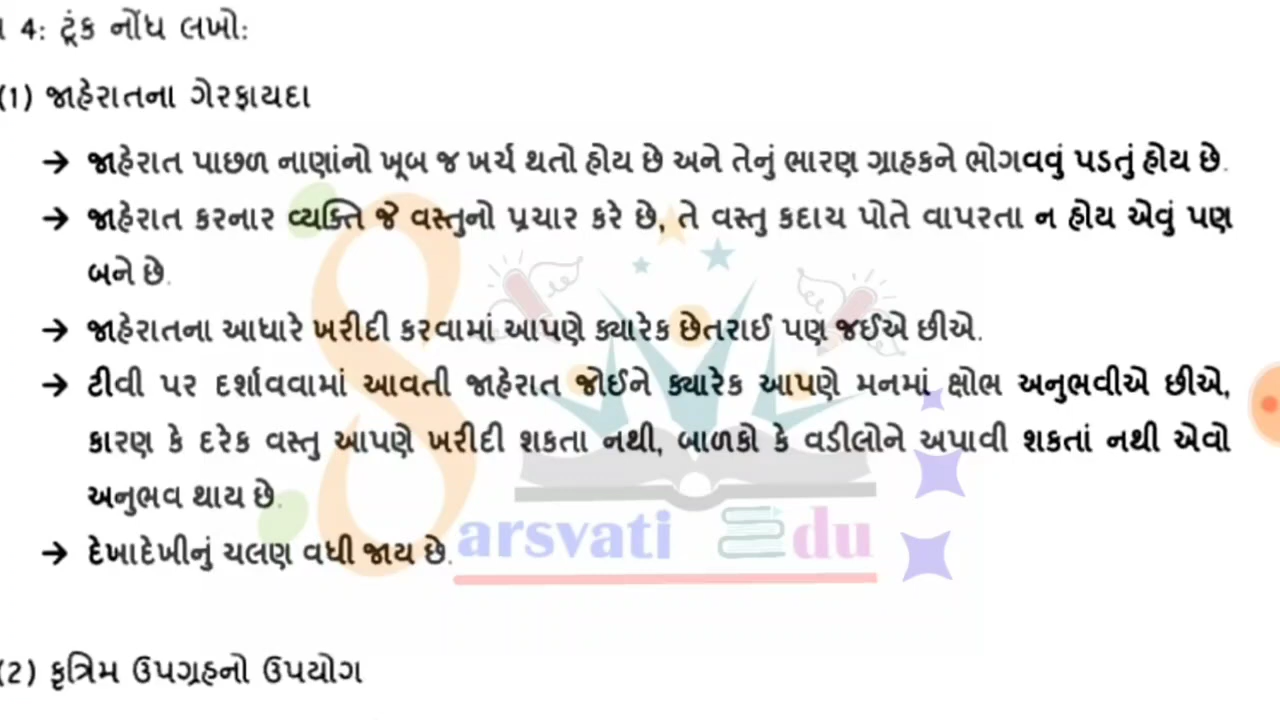 4: ટૂંક નોંધ લખો:
(1) જાહેરાતના ગેરફાયદા
→ જાહેરાત પાછળ નાણાંનો ખૂબ જ ખર્ચ થતો હોય છે અને તેનું ભારણ ગ્રાહકને ભોગવવું પડતું હોય છે.
→ જાહેરાત કરનાર વ્યક્તિ જે વસ્તુનો પ્રચાર કરે છે, તે વસ્તુ કદાચ પોતે વાપરતા ન હોય એવું પણ
બને છે.
→ જાહેરાતના આધારે ખરીદી કરવામાં આપણે ક્યારેક છેતરાઈ પણ જઈએ છીએ.
→ ટીવી પર દર્શાવવામાં આવતી જાહેરાત જોઈને ક્યારેક આપણે મનમાં ક્ષોભ અનુભવીએ છીએ,
કારણ કે દરેક વસ્તુ આપણે ખરીદી શકતા નથી, બાળકો કે વડીલોને અપાવી શકતાં નથી એવો
અનુભવ થાય છે.
→ દેખાદેખીનું ચલણ વધી જાય છે.
Sarsvati Edu
(2) કૃત્રિમ ઉપગ્રહનો ઉપયોગ